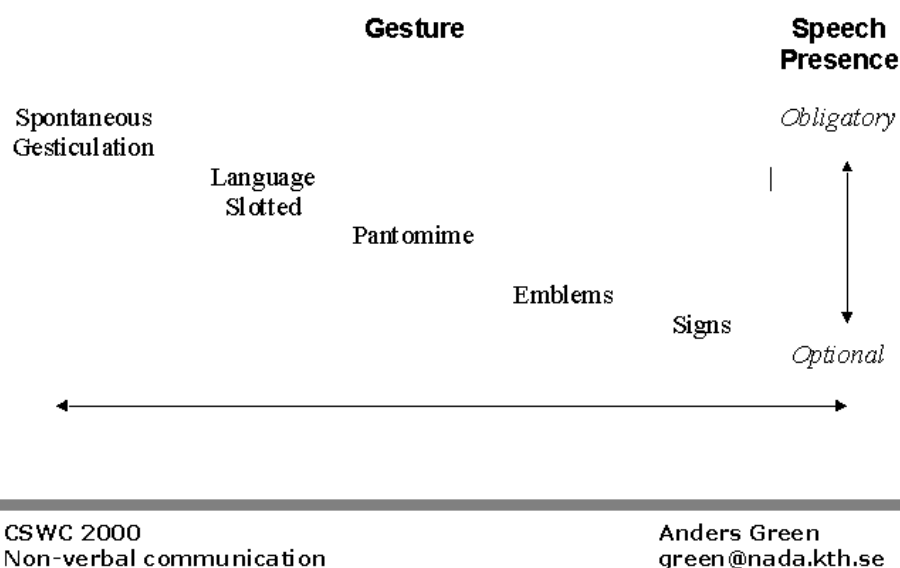 Gesture
Speech
Presence
Spontaneous
Gesticulation
Obligatory
Language
Slotted
Pantomime
Emblems
Signs
Optional
CSWC 2000
Non-verbal communication
Anders Green
green@nada.kth.se